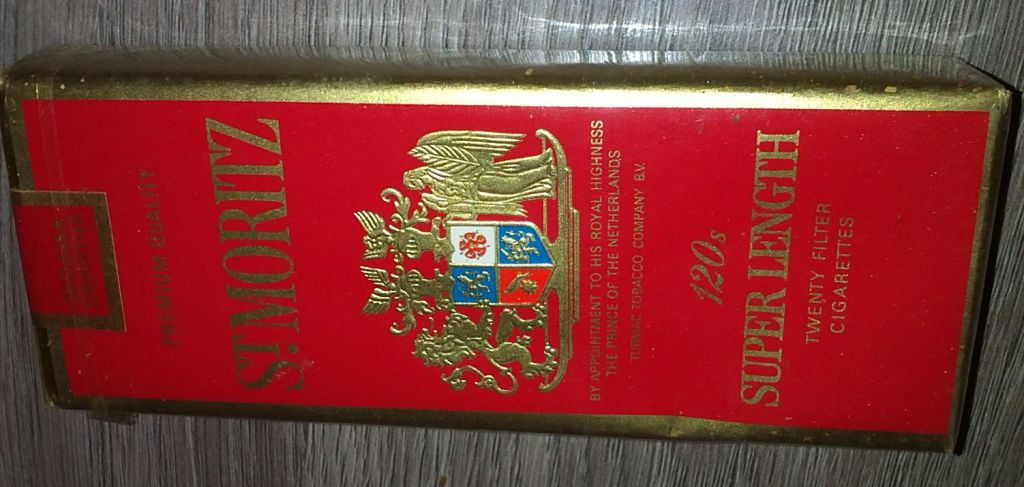 PREMIUM QUALITY
ST. MORITZ
BY APPOINTMENT TO HIS ROYAL HIGHNESS
THE PRINCE OF THE NETHERLANDS
TURMAC TOBACCO COMPANY B.V.
120s
SUPER LENGTH
TWENTY FILTER
CIGARETTES